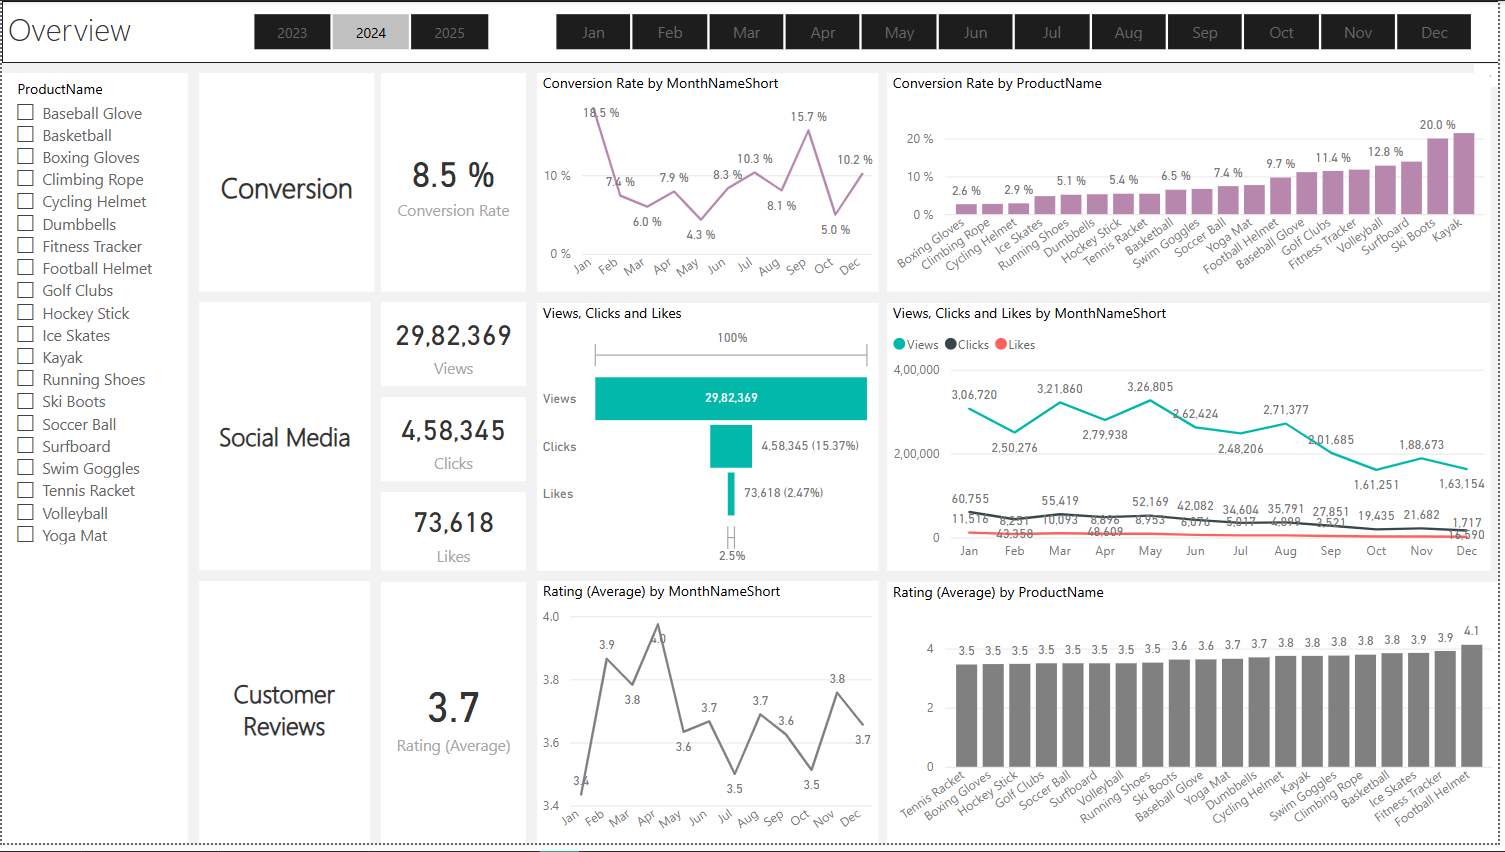 Overview
2023 2024 2025
Jan Feb Mar Apr May Jun Jul Aug Sep Oct Nov Dec
ProductName
Baseball Glove
Basketball
Boxing Gloves
Climbing Rope
Cycling Helmet
Dumbbells
Fitness Tracker
Football Helmet
Golf Clubs
Hockey Stick
Ice Skates
Kayak
Running Shoes
Ski Boots
Soccer Ball
Surfboard
Swim Goggles
Tennis Racket
Volleyball
Yoga Mat
Conversion
8.5 %
Conversion Rate
Conversion Rate by MonthNameShort
10 %
0 %
18.5 % 7.4 % 6.0 % 7.9 % 4.3 % 8.3 % 10.3 % 8.1 % 15.7 % 5.0 % 10.2 %
Jan Feb Mar Apr May Jun Jul Aug Sep Oct Dec
Conversion Rate by ProductName
20 %
10 %
0 %
2.6 % 2.9 % 5.1 % 5.4 % 6.5 % 7.4 % 9.7 % 11.4 % 12.8 % 20.0 %
Boxing Gloves Climbing Rope Cycling Helmet Ice Skates Running Shoes Dumbbells Hockey Stick Tennis Racket Basketball Swim Goggles Soccer Ball Yoga Mat Football Helmet Baseball Glove Golf Clubs Fitness Tracker Volleyball Surfboard Ski Boots Kayak
Social Media
29,82,369
Views
4,58,345
Clicks
73,618
Likes
Views, Clicks and Likes
100%
Views 29,82,369
Clicks 4,58,345 (15.37%)
Likes 73,618 (2.47%)
2.5%
Views, Clicks and Likes by MonthNameShort
Views Clicks Likes
4,00,000
2,00,000
0
3,06,720 2,50,276 3,21,860 2,79,938 3,26,805 2,62,424 2,48,206 2,71,377 2,01,685 1,61,251 1,88,673 1,63,154
60,755 43,358 55,419 48,609 52,169 42,082 34,604 35,791 27,851 19,435 21,682 16,590
11,516 8,251 10,093 8,896 8,953 6,076 5,017 4,898 3,521 1,717
Jan Feb Mar Apr May Jun Jul Aug Sep Oct Nov Dec
Customer
Reviews
3.7
Rating (Average)
Rating (Average) by MonthNameShort
4.0
3.8
3.6
3.4
3.4 3.9 3.8 4.0 3.6 3.7 3.5 3.7 3.6 3.5 3.8 3.7
Jan Feb Mar Apr May Jun Jul Aug Sep Oct Nov Dec
Rating (Average) by ProductName
4
2
0
3.5 3.5 3.5 3.5 3.5 3.5 3.5 3.5 3.6 3.6 3.7 3.7 3.8 3.8 3.8 3.8 3.8 3.9 3.9 4.1
Tennis Racket Boxing Gloves Hockey Stick Golf Clubs Soccer Ball Surfboard Volleyball Running Shoes Ski Boots Baseball Glove Yoga Mat Dumbbells Cycling Helmet Kayak Swim Goggles Climbing Rope Basketball Ice Skates Fitness Tracker Football Helmet